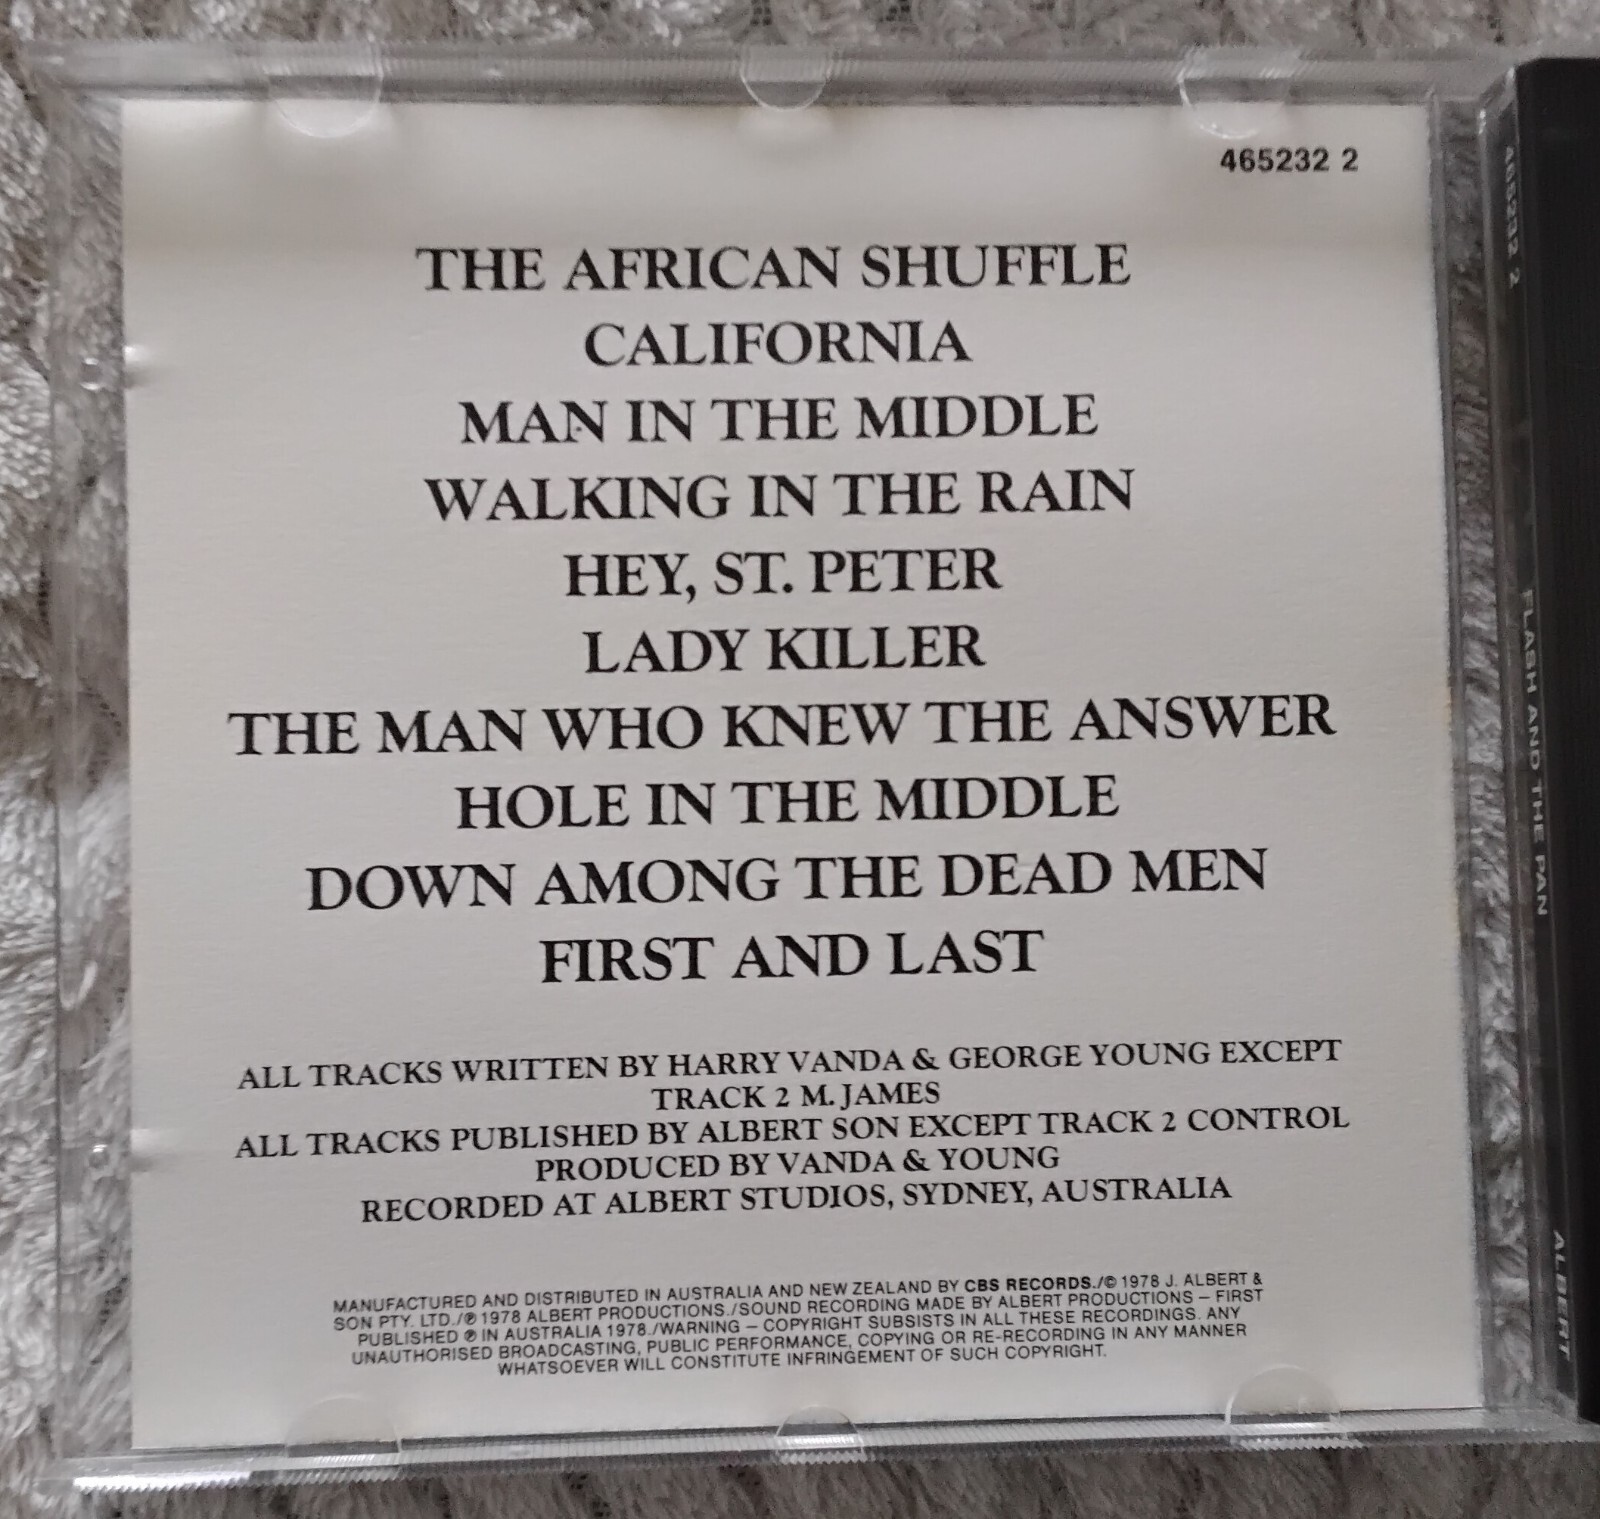 465232 2
THE AFRICAN SHUFFLE
CALIFORNIA
MAN IN THE MIDDLE
WALKING IN THE RAIN
HEY, ST. PETER
LADY KILLER
THE MAN WHO KNEW THE ANSWER
HOLE IN THE MIDDLE
DOWN AMONG THE DEAD MEN
FIRST AND LAST
ALL TRACKS WRITTEN BY HARRY VANDA & GEORGE YOUNG EXCEPT
TRACK 2 M. JAMES
ALL TRACKS PUBLISHED BY ALBERT SON EXCEPT TRACK 2 CONTROL
PRODUCED BY VANDA & YOUNG
RECORDED AT ALBERT STUDIOS, SYDNEY, AUSTRALIA
MANUFACTURED AND DISTRIBUTED IN AUSTRALIA AND NEW ZEALAND BY CBS RECORDS./© 1978 J. ALBERT &
SON PTY. LTD./℗ 1978 ALBERT PRODUCTIONS./SOUND RECORDING MADE BY ALBERT PRODUCTIONS – FIRST
PUBLISHED ℗ IN AUSTRALIA 1978./WARNING – COPYRIGHT SUBSISTS IN ALL THESE RECORDINGS. ANY
UNAUTHORISED BROADCASTING, PUBLIC PERFORMANCE, COPYING OR RE-RECORDING IN ANY MANNER
WHATSOEVER WILL CONSTITUTE INFRINGEMENT OF SUCH COPYRIGHT.
465232 2
FLASH AND THE PAN
ALBERT